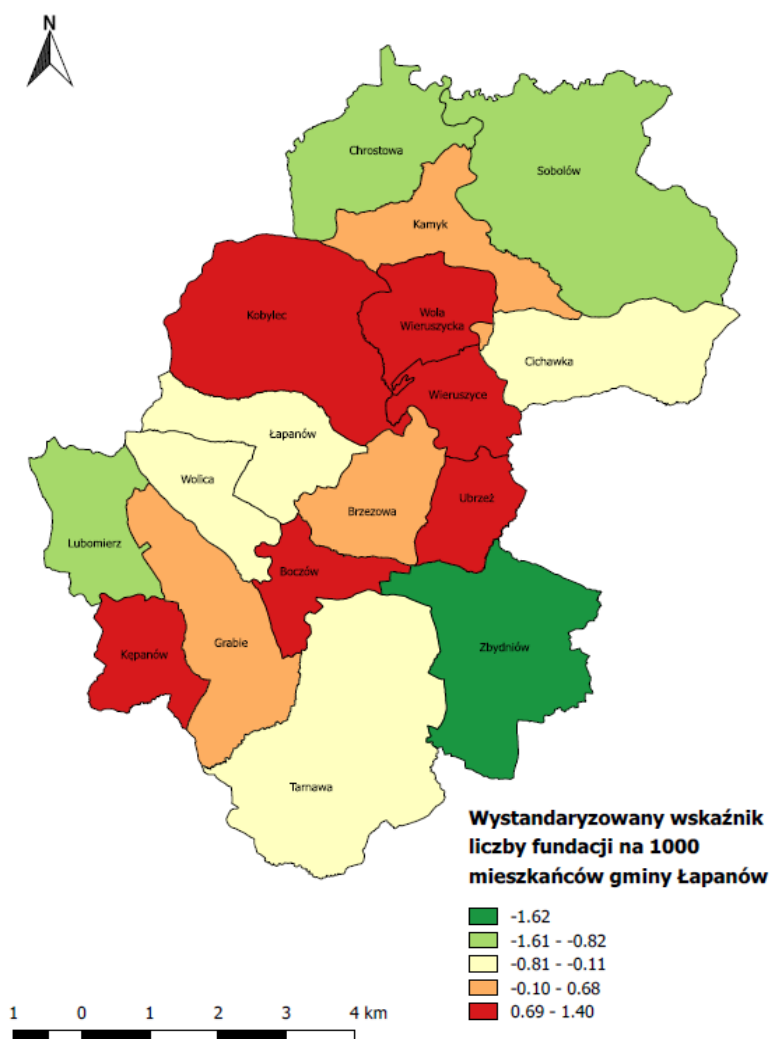 N
Chrostowa
Sobolów
Kamyk
Kobylec
Wola
Wieruszycka
Cichawka
Wieruszyce
Łapanów
Wolica
Ubrzeż
Brzezowa
Lubomierz
Boczów
Grabie
Zbydniów
Kępanów
Tarnawa
Wystandaryzowany wskaźnik
liczby fundacji na 1000
mieszkańców gminy Łapanów
-1.62
-1.61 - -0.82
-0.81 - -0.11
-0.10 - 0.68
0.69 - 1.40
1 0 1 2 3 4 km